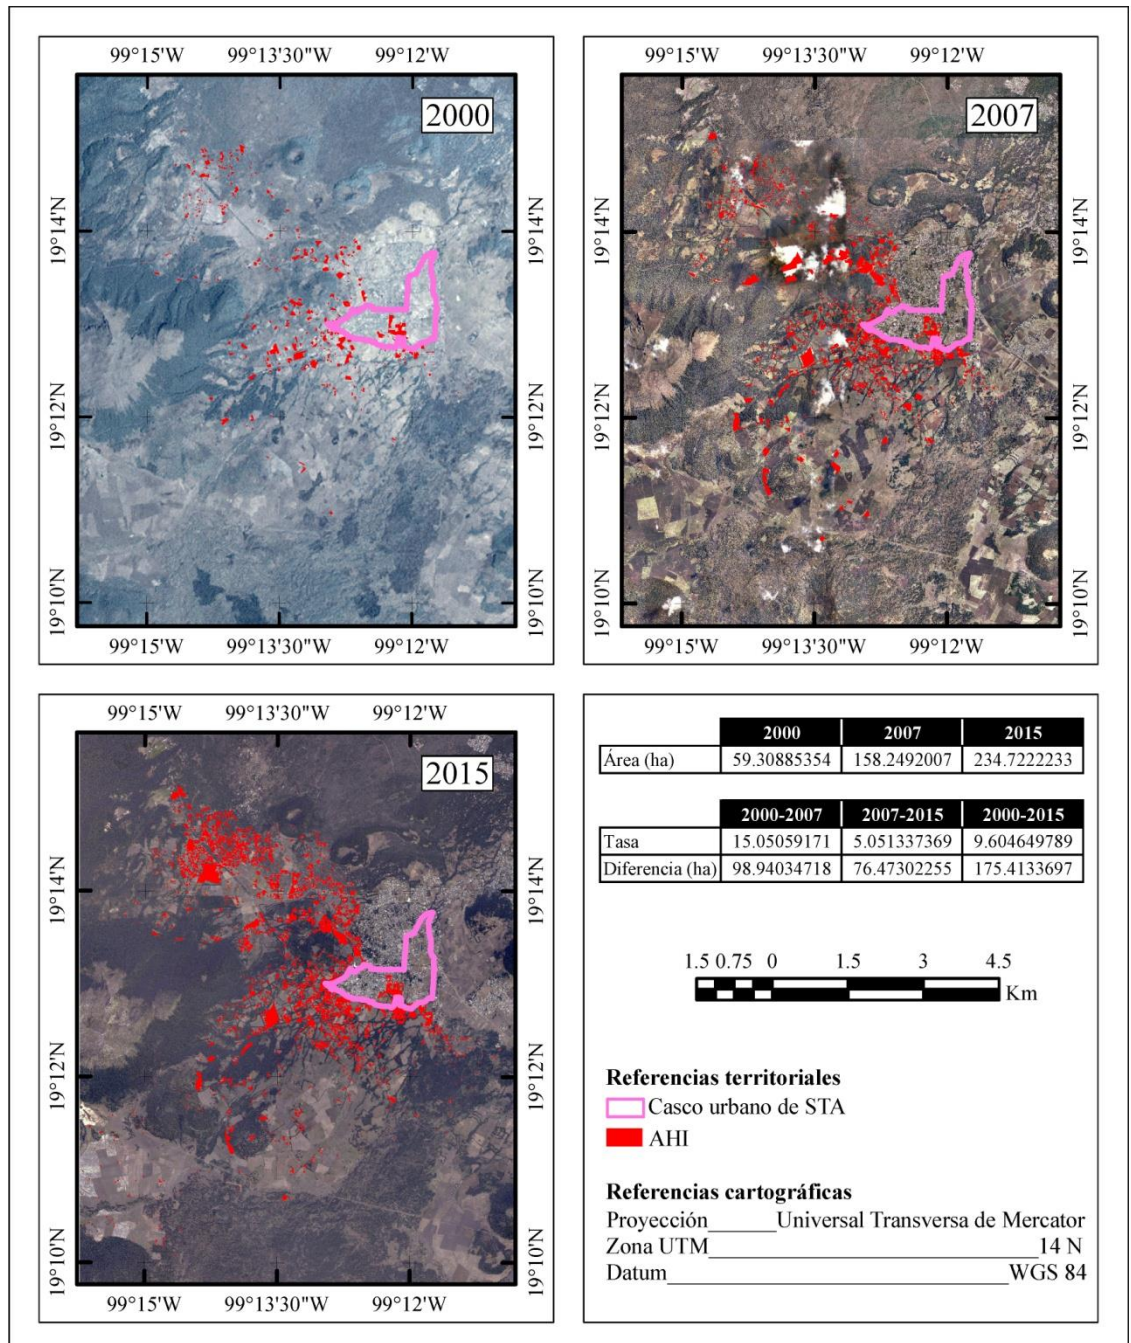 99°15'W 99°13'30"W 99°12'W
2000
19°14'N 19°14'N
19°12'N 19°12'N
19°10'N 19°10'N
99°15'W 99°13'30"W 99°12'W
99°15'W 99°13'30"W 99°12'W
2007
19°14'N 19°14'N
19°12'N 19°12'N
19°10'N 19°10'N
99°15'W 99°13'30"W 99°12'W
99°15'W 99°13'30"W 99°12'W
2015
19°14'N 19°14'N
19°12'N 19°12'N
19°10'N 19°10'N
99°15'W 99°13'30"W 99°12'W
2000 2007 2015
Área (ha) 59.30885354 158.2492007 234.7222233
2000-2007 2007-2015 2000-2015
Tasa 15.05059171 5.051337369 9.604649789
Diferencia (ha) 98.94034718 76.47302255 175.4133697
1.5 0.75 0 1.5 3 4.5
Km
Referencias territoriales
Casco urbano de STA
AHI
Referencias cartográficas
Proyección______Universal Transversa de Mercator
Zona UTM______________________________14 N
Datum_______________________________WGS 84